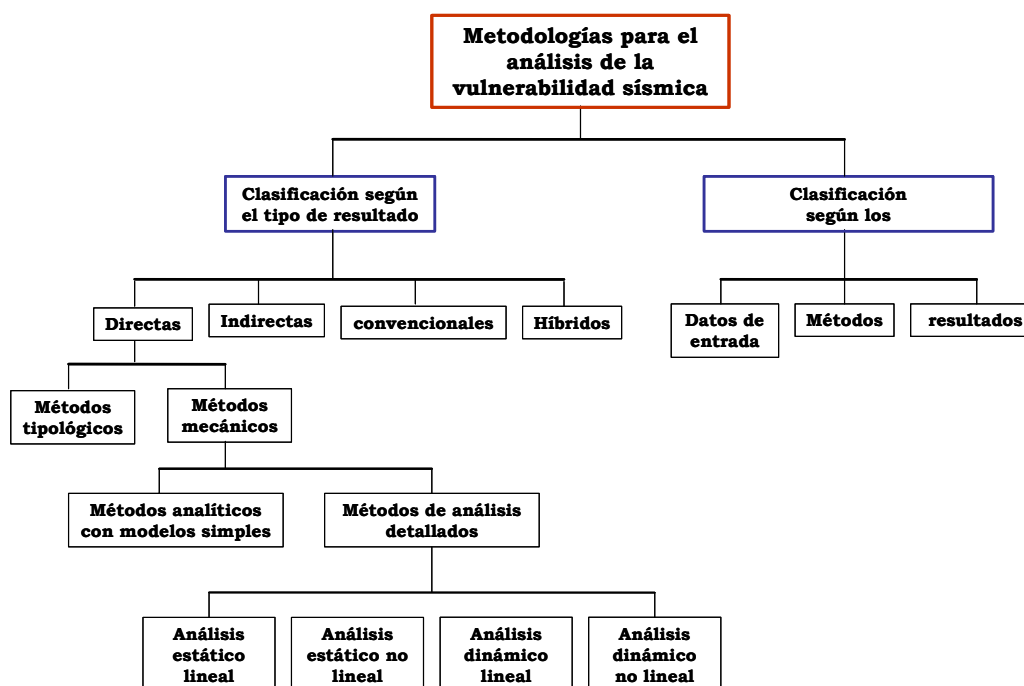 Metodologías para el
análisis de la
vulnerabilidad sísmica
Clasificación según
el tipo de resultado
Clasificación
según los
Directas
Indirectas
convencionales
Híbridos
Datos de
entrada
Métodos
resultados
Métodos
tipológicos
Métodos
mecánicos
Métodos analíticos
con modelos simples
Métodos de análisis
detallados
Análisis
estático
lineal
Análisis
estático no
lineal
Análisis
dinámico
lineal
Análisis
dinámico
no lineal